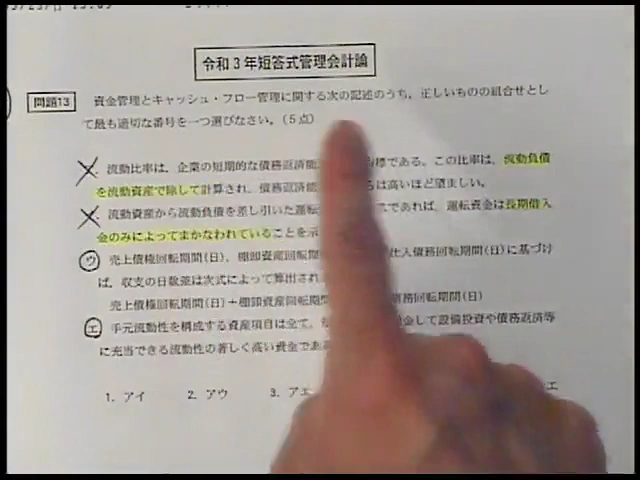 令和3年短答式管理会計論
問題13 資金管理とキャッシュ・フロー管理に関する次の記述のうち、正しいものの組合せとし
て最も適切な番号を一つ選びなさい。（5点）
流動比率は、企業の短期的な債務返済能 標である。この比率は、流動負債
を流動資産で除して計算され、債務返済能 は高いほど望ましい。
流動資産から流動負債を差し引いた運転 であれば、運転資金は長期借入
金のみによってまかなわれていることを示
ウ 売上債権回転期間(日)、棚卸資産回転期 仕入債務回転期間(日)に基づけ
ば、収支の日数差は次式によって算出され
売上債権回転期間(日)＋棚卸資産回転期間 債務回転期間(日)
エ 手元流動性を構成する資産項目は全て、 金して設備投資や債務返済等
に充当できる流動性の著しく高い資金であ
1. アイ 2. アウ 3. アエ エ